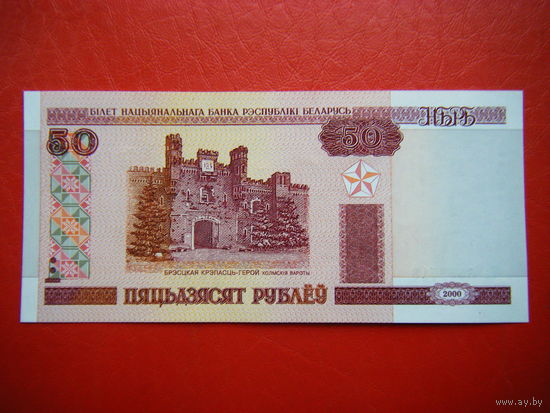 БІЛЕТ НАЦЫЯНАЛЬНАГА БАНКА РЭСПУБЛІКІ БЕЛАРУСЬ
50
50
НБРБ
БРЭСЦКАЯ КРЭПАСЦЬ-ГЕРОЙ ХОЛМСКІЯ ВАРОТЫ
ПЯЦЬДЗЯСЯТ РУБЛЁЎ
2000
www.ay.by